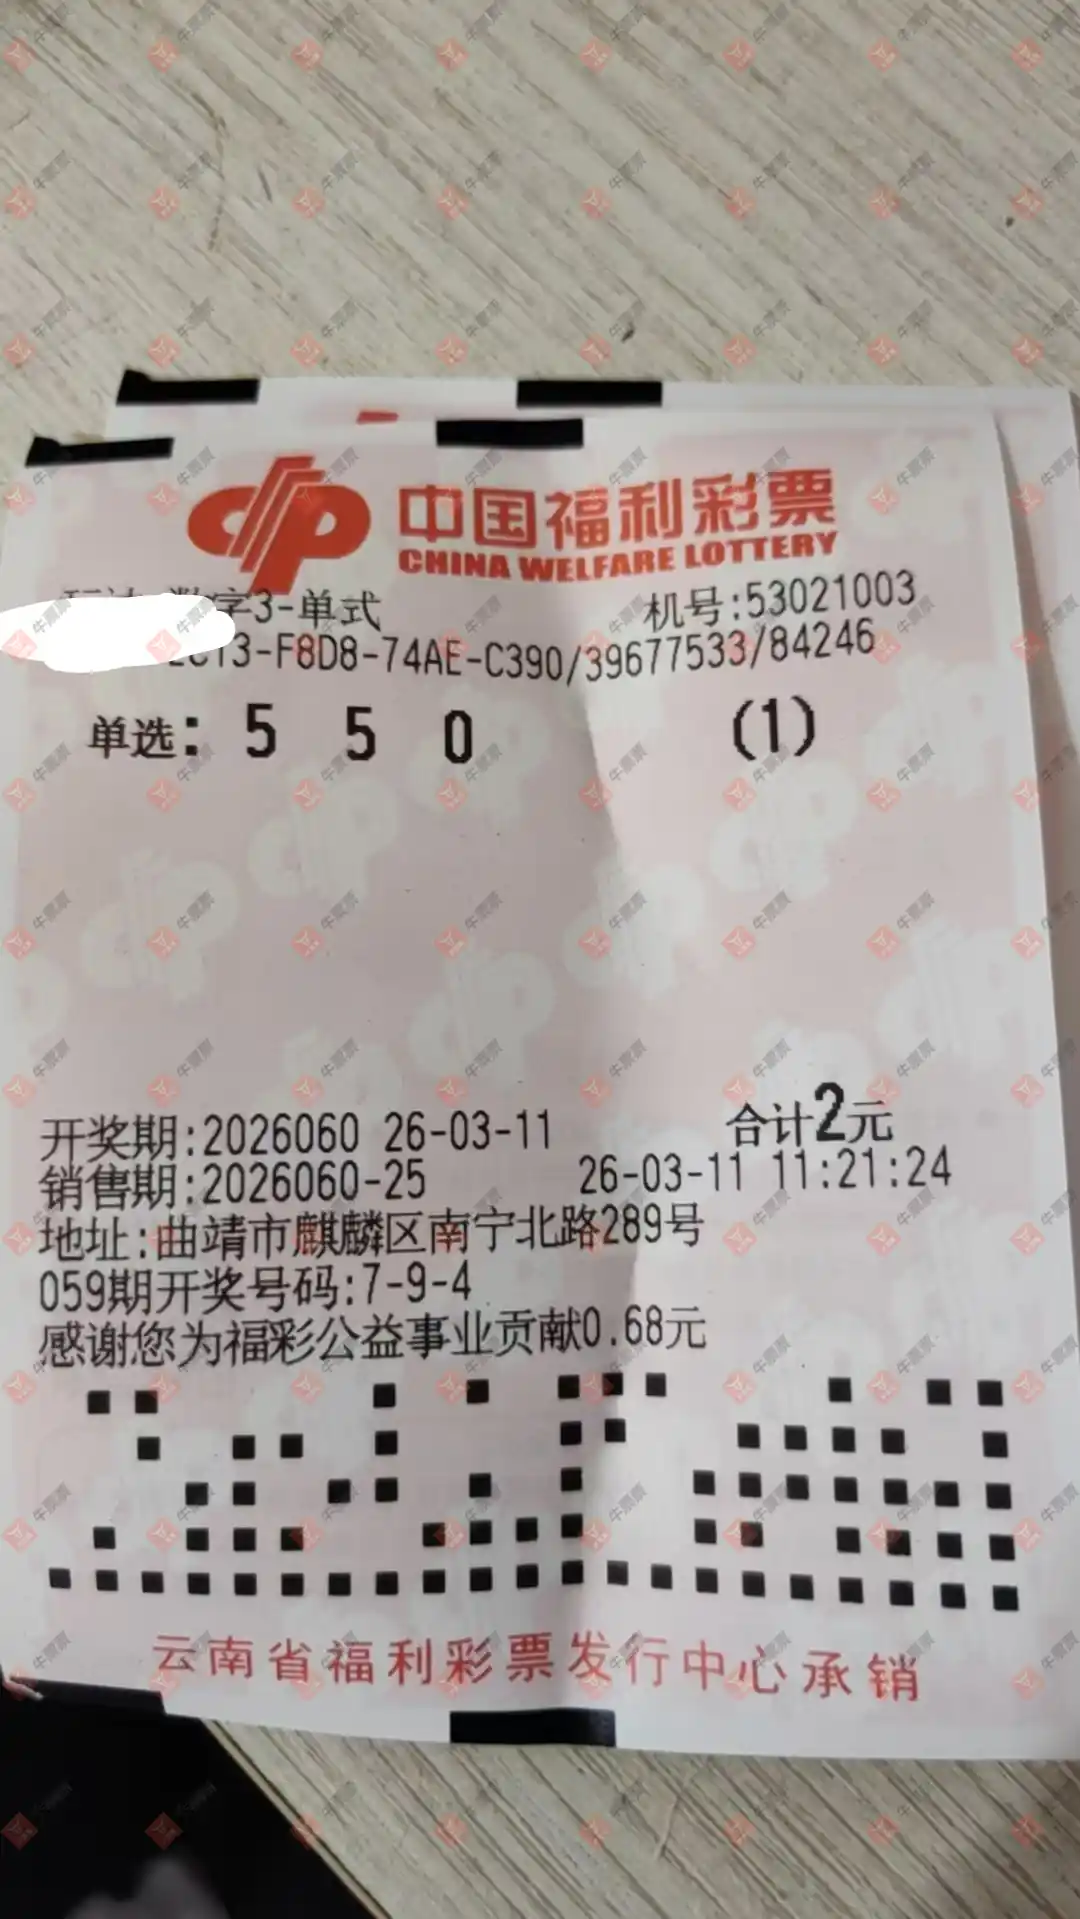 中国福利彩票
CHINA WELFARE LOTTERY
数字3-单式 机号:53021003
2C13-F8D8-74AE-C390/39677533/84246
单选: 5 5 0 (1)
开奖期:2026060 26-03-11 合计2元
销售期:2026060-25 26-03-11 11:21:24
地址:曲靖市麒麟区南宁北路289号
059期开奖号码:7-9-4
感谢您为福彩公益事业贡献0.68元
云南省福利彩票发行中心承销
牛票票